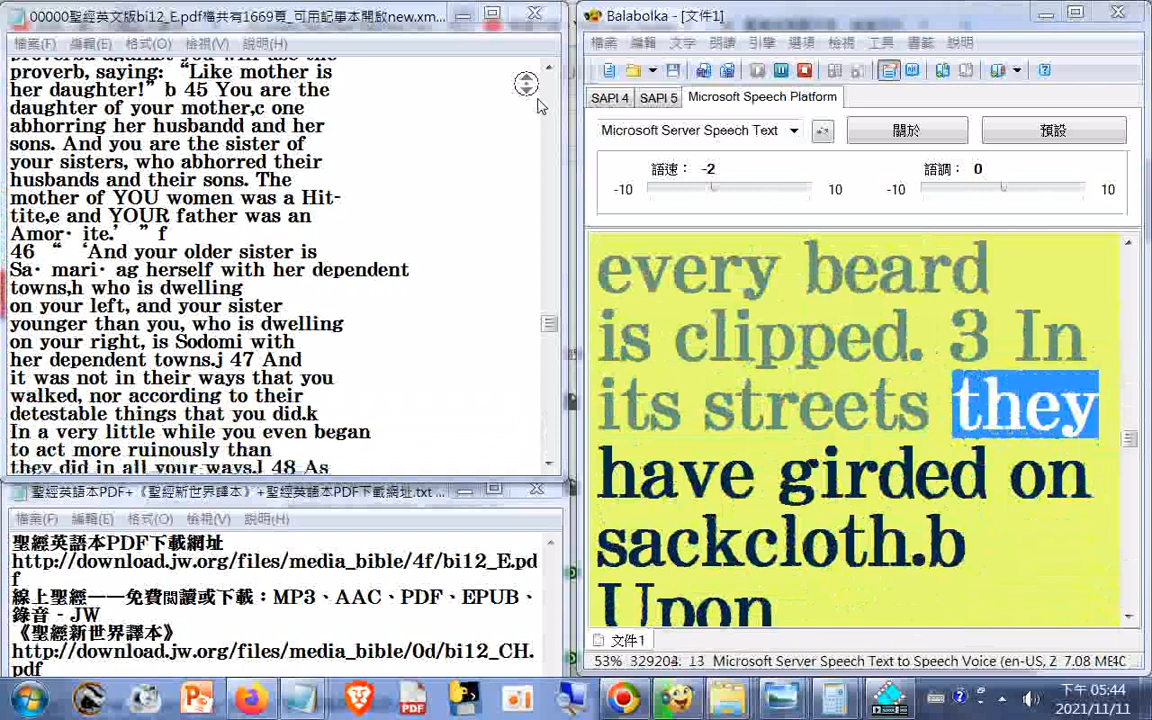 00000聖經英文版bi12_E.pdf檔共有1669頁_可用記事本開啟new.xm...
檔案(F) 編輯(E) 格式(O) 檢視(V) 說明(H)
proverb, saying: “Like mother is
her daughter!” b 45 You are the
daughter of your mother,c one
abhorring her husbandd and her
sons. And you are the sister of
your sisters, who abhorred their
husbands and their sons. The
mother of YOU women was a Hit-
tite,e and YOUR father was an
Amor· ite.’ ” f
46 “ ‘And your older sister is
Sa· mari· ag herself with her dependent
towns,h who is dwelling
on your left, and your sister
younger than you, who is dwelling
on your right, is Sodomi with
her dependent towns.j 47 And
it was not in their ways that you
walked, nor according to their
detestable things that you did.k
In a very little while you even began
to act more ruinously than
they did in all your ways.l 48 As
聖經英語本PDF+《聖經新世界譯本》+聖經英語本PDF下載網址.txt ...
檔案(F) 編輯(E) 格式(O) 檢視(V) 說明(H)
聖經英語本PDF下載網址
http://download.jw.org/files/media_bible/4f/bi12_E.pd
f
線上聖經——免費閱讀或下載：MP3、AAC、PDF、EPUB、
錄音 - JW
《聖經新世界譯本》
http://download.jw.org/files/media_bible/0d/bi12_CH.
pdf
Balabolka - [文件1]
檔案 編輯 文字 朗讀 引擎 選項 檢視 工具 書籤 說明
SAPI 4 SAPI 5 Microsoft Speech Platform
Microsoft Server Speech Text 關於 預設
語速： -2 語調： 0
-10 10 -10 10
every beard
is clipped. 3 In
its streets they
have girded on
sackcloth.b
Upon
文件1
53% Microsoft Server Speech Text to Speech Voice (en-US, Z 7.08 ME
下午 05:44
2021/11/11